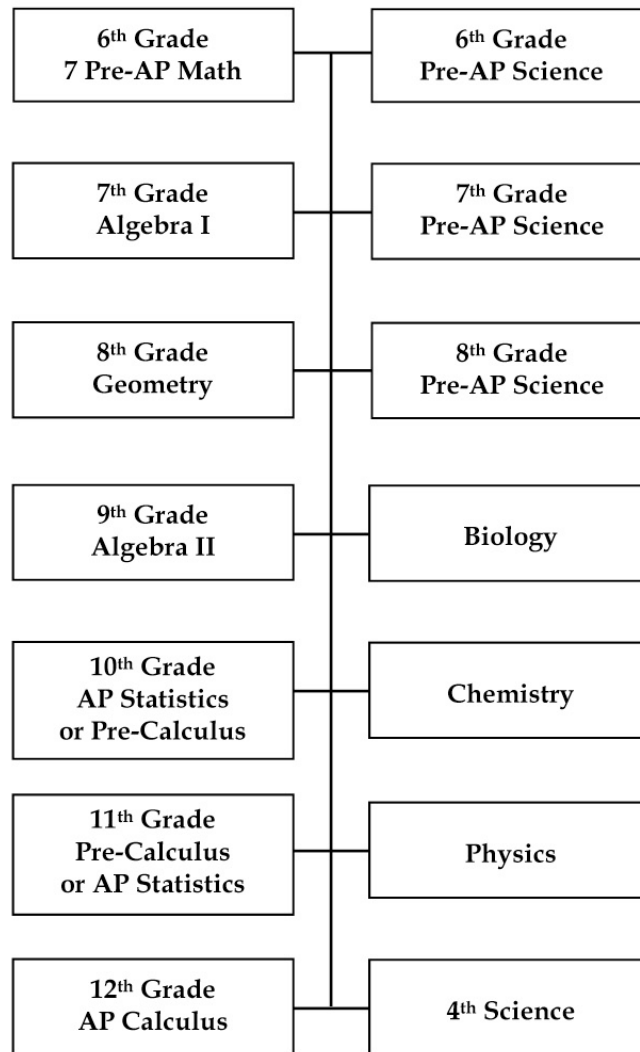 6th Grade
7 Pre-AP Math
6th Grade
Pre-AP Science
7th Grade
Algebra I
7th Grade
Pre-AP Science
8th Grade
Geometry
8th Grade
Pre-AP Science
9th Grade
Algebra II
Biology
10th Grade
AP Statistics
or Pre-Calculus
Chemistry
11th Grade
Pre-Calculus
or AP Statistics
Physics
12th Grade
AP Calculus
4th Science